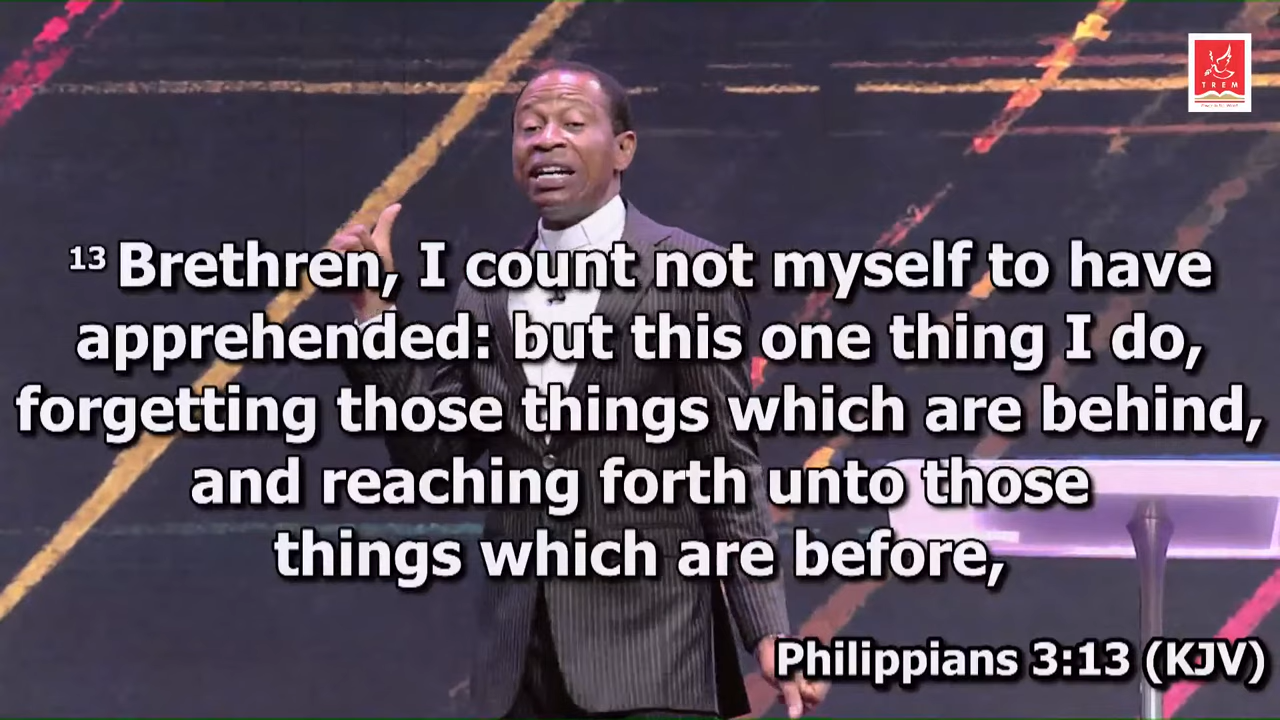 TREM
13 Brethren, I count not myself to have
apprehended: but this one thing I do,
forgetting those things which are behind,
and reaching forth unto those
things which are before,
Philippians 3:13 (KJV)